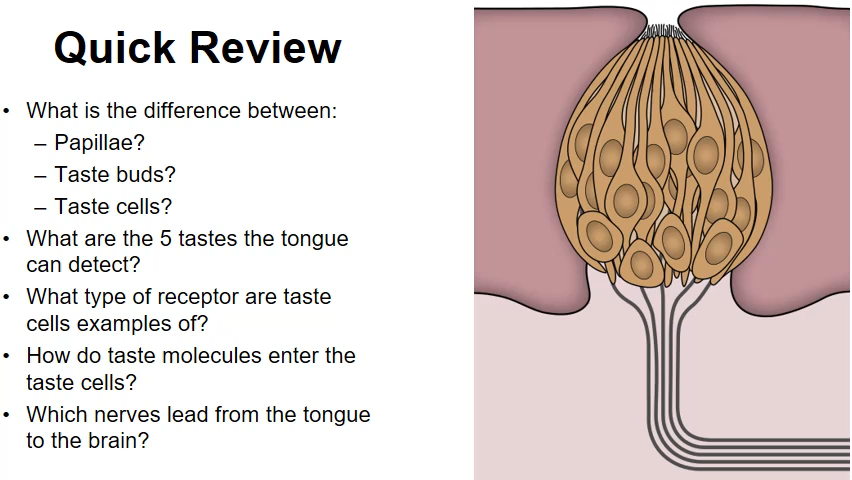 Quick Review
• What is the difference between:
– Papillae?
– Taste buds?
– Taste cells?
• What are the 5 tastes the tongue
can detect?
• What type of receptor are taste
cells examples of?
• How do taste molecules enter the
taste cells?
• Which nerves lead from the tongue
to the brain?